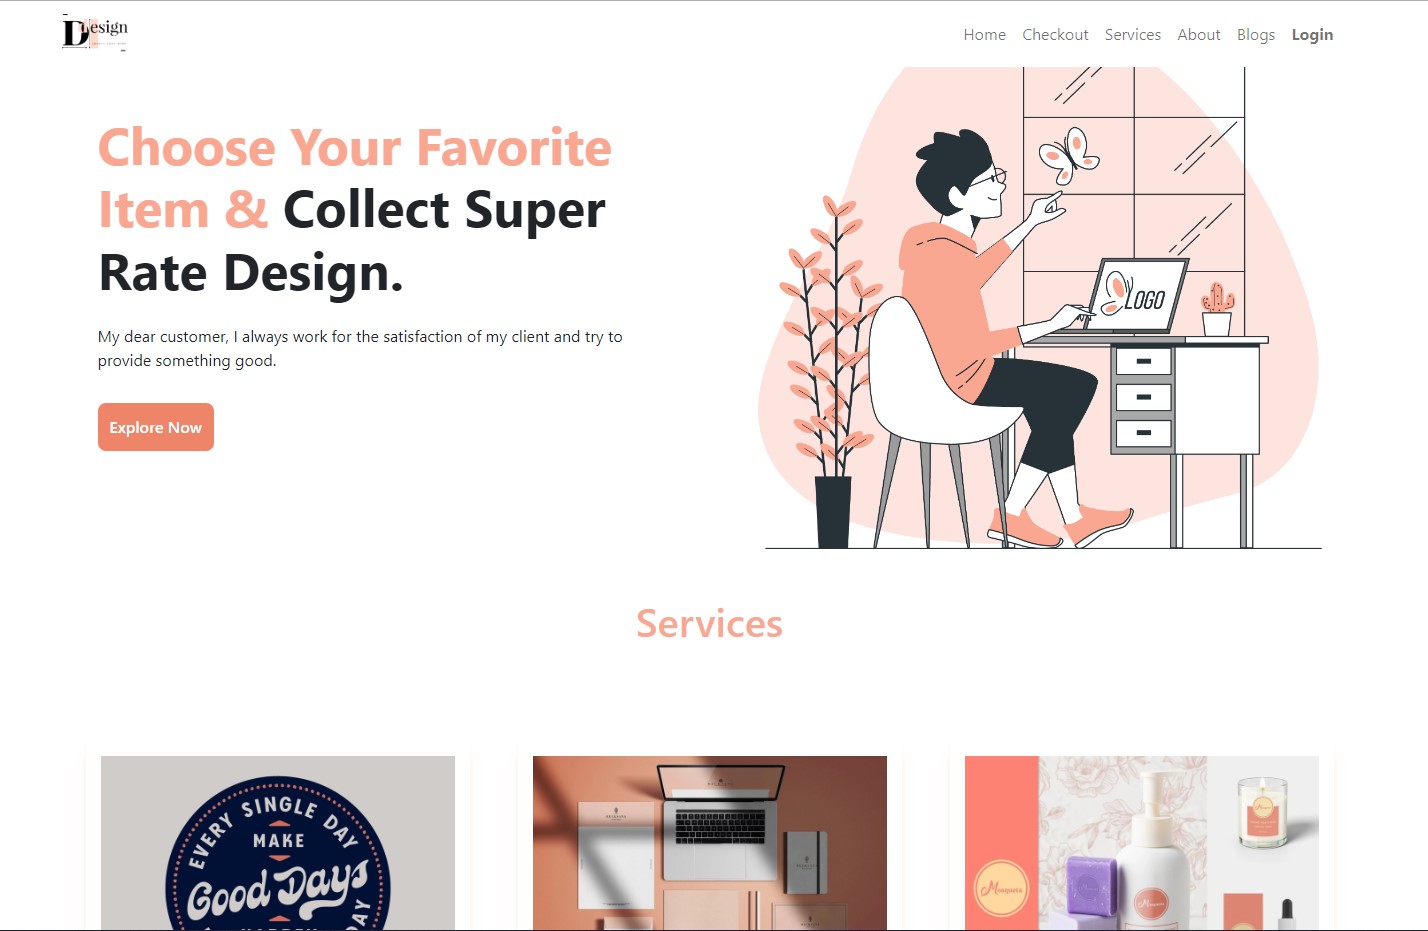 Design
Home Checkout Services About Blogs Login
Choose Your Favorite
Item & Collect Super
Rate Design.
My dear customer, I always work for the satisfaction of my client and try to
provide something good.
Explore Now
LOGO
Services
EVERY SINGLE DAY
MAKE
Good Days